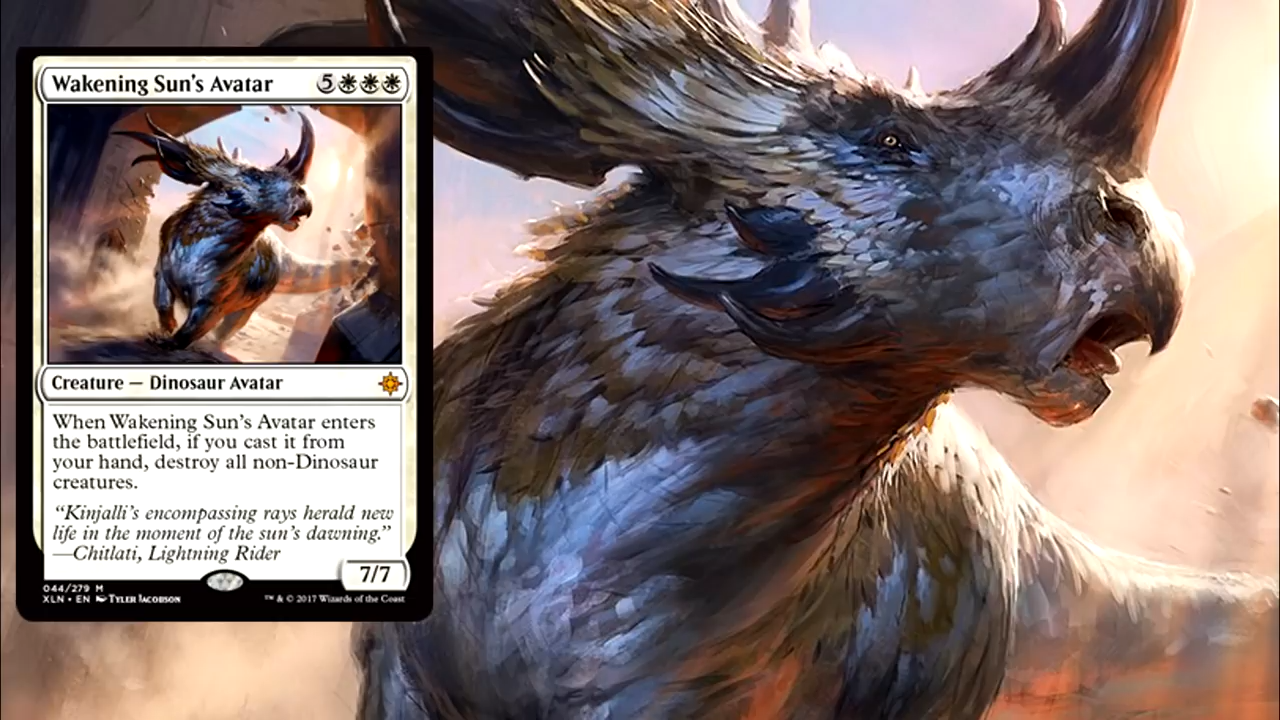 Wakening Sun's Avatar 5
Creature — Dinosaur Avatar
When Wakening Sun's Avatar enters
the battlefield, if you cast it from
your hand, destroy all non-Dinosaur
creatures.
"Kinjalli's encompassing rays herald new
life in the moment of the sun's dawning."
—Chitlati, Lightning Rider
7/7
044/279 M
XLN • EN Tyler Jacobson
™ & © 2017 Wizards of the Coast